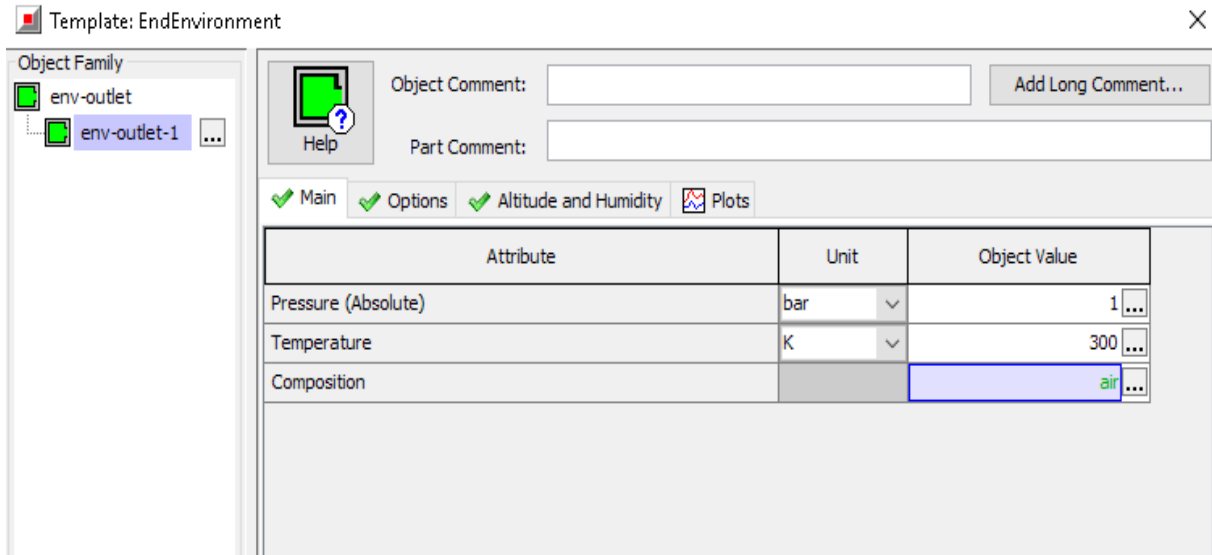 Template: EndEnvironment
Object Family
env-outlet
env-outlet-1 ...
Help
Object Comment:
Add Long Comment...
Part Comment:
Main Options Altitude and Humidity Plots
Attribute Unit Object Value
Pressure (Absolute) bar 1 ...
Temperature K 300 ...
Composition air ...